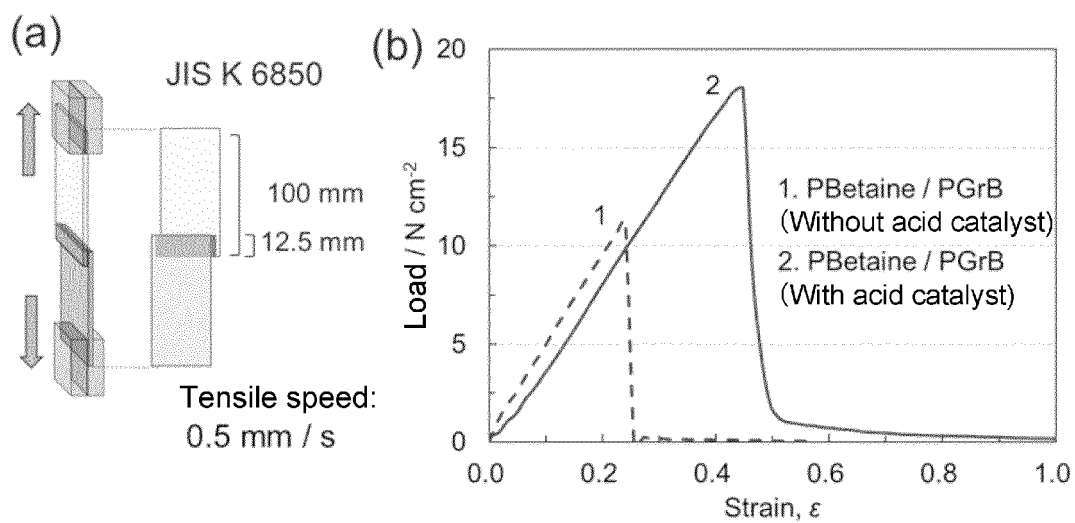 (a)
JIS K 6850
100 mm
12.5 mm
Tensile speed:
0.5 mm / s
(b)
Load / N cm-2
20
15
10
5
0
0.0 0.2 0.4 0.6 0.8 1.0
Strain, ε
1
2
1. PBetaine / PGrB
(Without acid catalyst)
2. PBetaine / PGrB
(With acid catalyst)